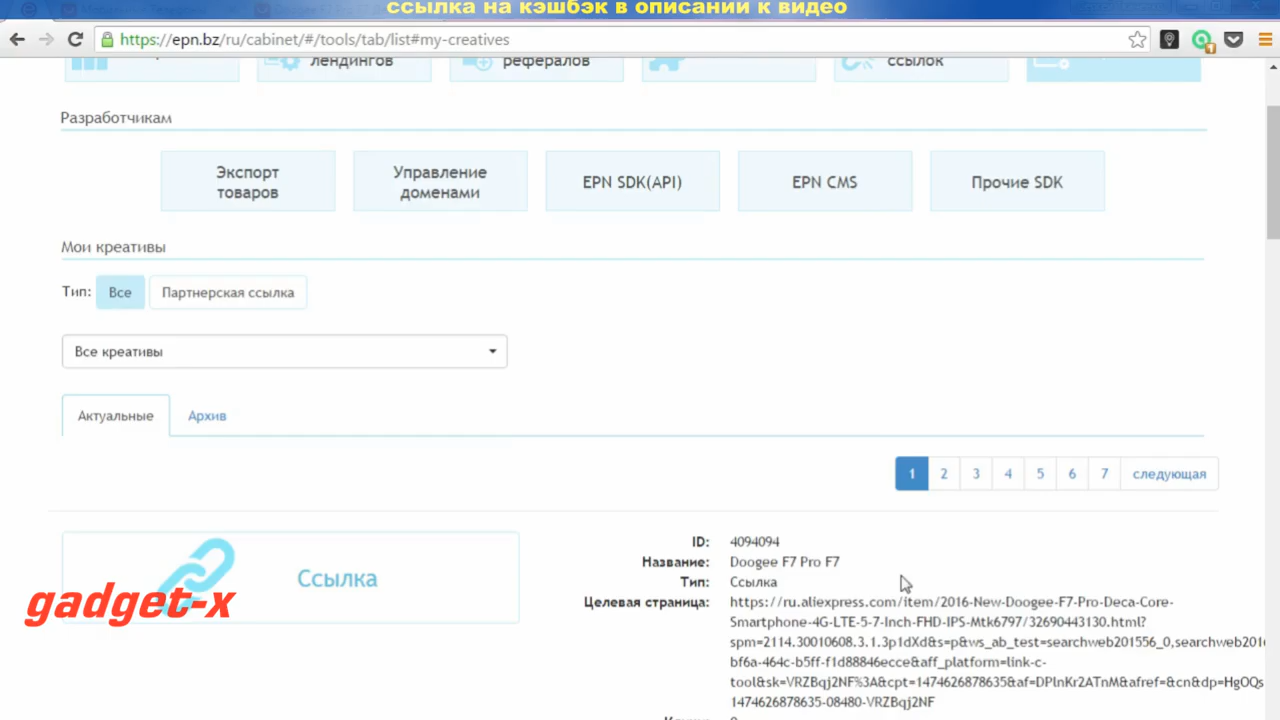 ссылка на кэшбэк в описании к видео
https://epn.bz/ru/cabinet/#/tools/tab/list#my-creatives
лендингов
рефералов
ссылок
Разработчикам
Экспорт
товаров
Управление
доменами
EPN SDK(API)
EPN CMS
Прочие SDK
Мои креативы
Тип: Все Партнерская ссылка
Все креативы
Актуальные Архив
1 2 3 4 5 6 7 следующая
Ссылка
gadget-x
ID: 4094094
Название: Doogee F7 Pro F7
Тип: Ссылка
Целевая страница: https://ru.aliexpress.com/item/2016-New-Doogee-F7-Pro-Deca-Core-
Smartphone-4G-LTE-5-7-Inch-FHD-IPS-Mtk6797/32690443130.html?
spm=2114.30010608.3.1.3p1dXd&s=p&ws_ab_test=searchweb201556_0,searchweb201
bf6a-464c-b5ff-f1d88846ecce&aff_platform=link-c-
tool&sk=VRZBqj2NF%3A&cpt=1474626878635&af=DPlnKr2ATnM&afref=&cn&dp=HgOQs
1474626878635-08480-VRZBqj2NF